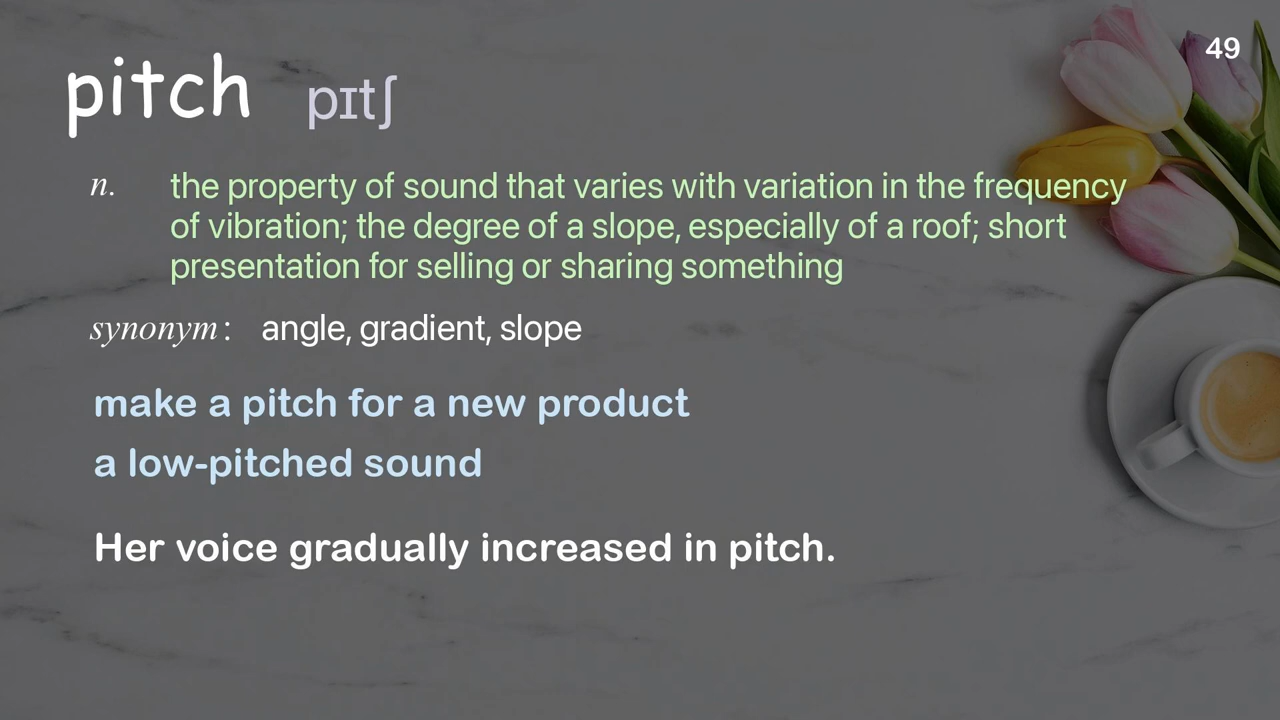 49
pitch pɪtʃ
n. the property of sound that varies with variation in the frequency
of vibration; the degree of a slope, especially of a roof; short
presentation for selling or sharing something
synonym: angle, gradient, slope
make a pitch for a new product
a low-pitched sound
Her voice gradually increased in pitch.